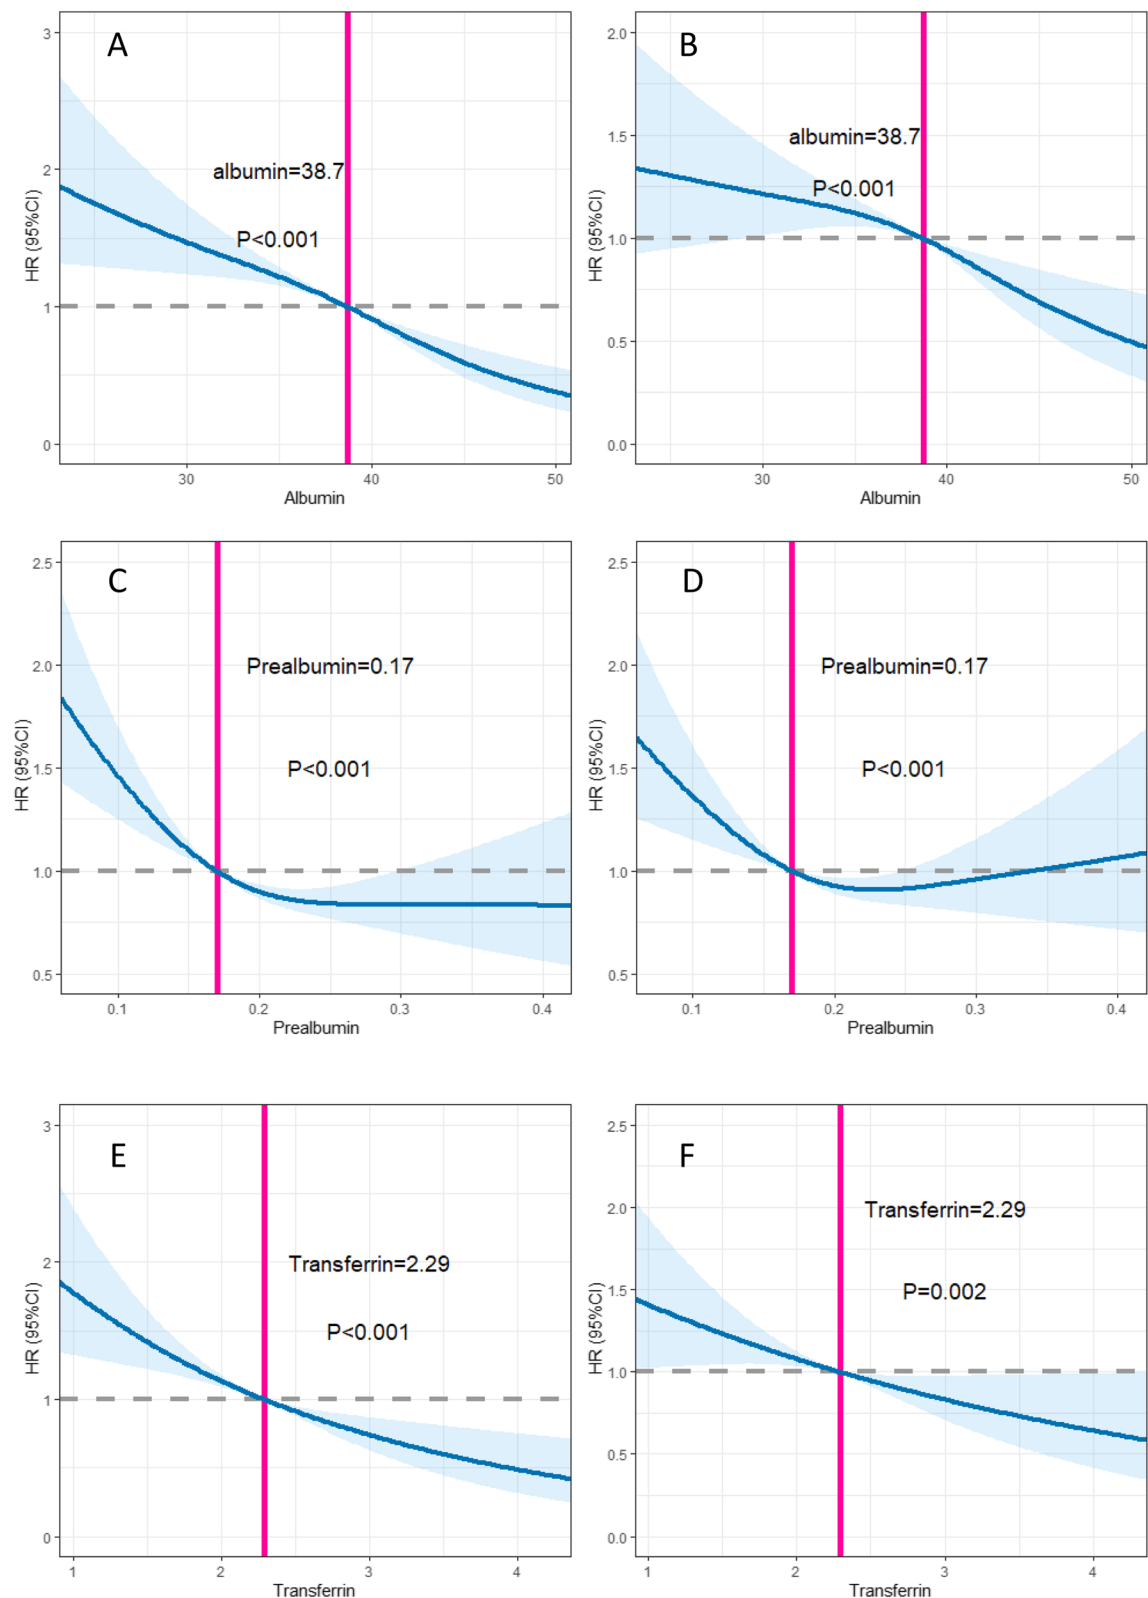 A
3
2
1
0
HR (95%CI)
albumin=38.7
P<0.001
30
40
50
Albumin
B
2.0
1.5
1.0
0.5
0.0
HR (95%CI)
albumin=38.7
P<0.001
30
40
50
Albumin
C
2.5
2.0
1.5
1.0
0.5
HR (95%CI)
Prealbumin=0.17
P<0.001
0.1
0.2
0.3
0.4
Prealbumin
D
2.5
2.0
1.5
1.0
0.5
HR (95%CI)
Prealbumin=0.17
P<0.001
0.1
0.2
0.3
0.4
Prealbumin
E
3
2
1
0
HR (95%CI)
Transferrin=2.29
P<0.001
1
2
3
4
Transferrin
F
2.5
2.0
1.5
1.0
0.5
0.0
HR (95%CI)
Transferrin=2.29
P=0.002
1
2
3
4
Transferrin